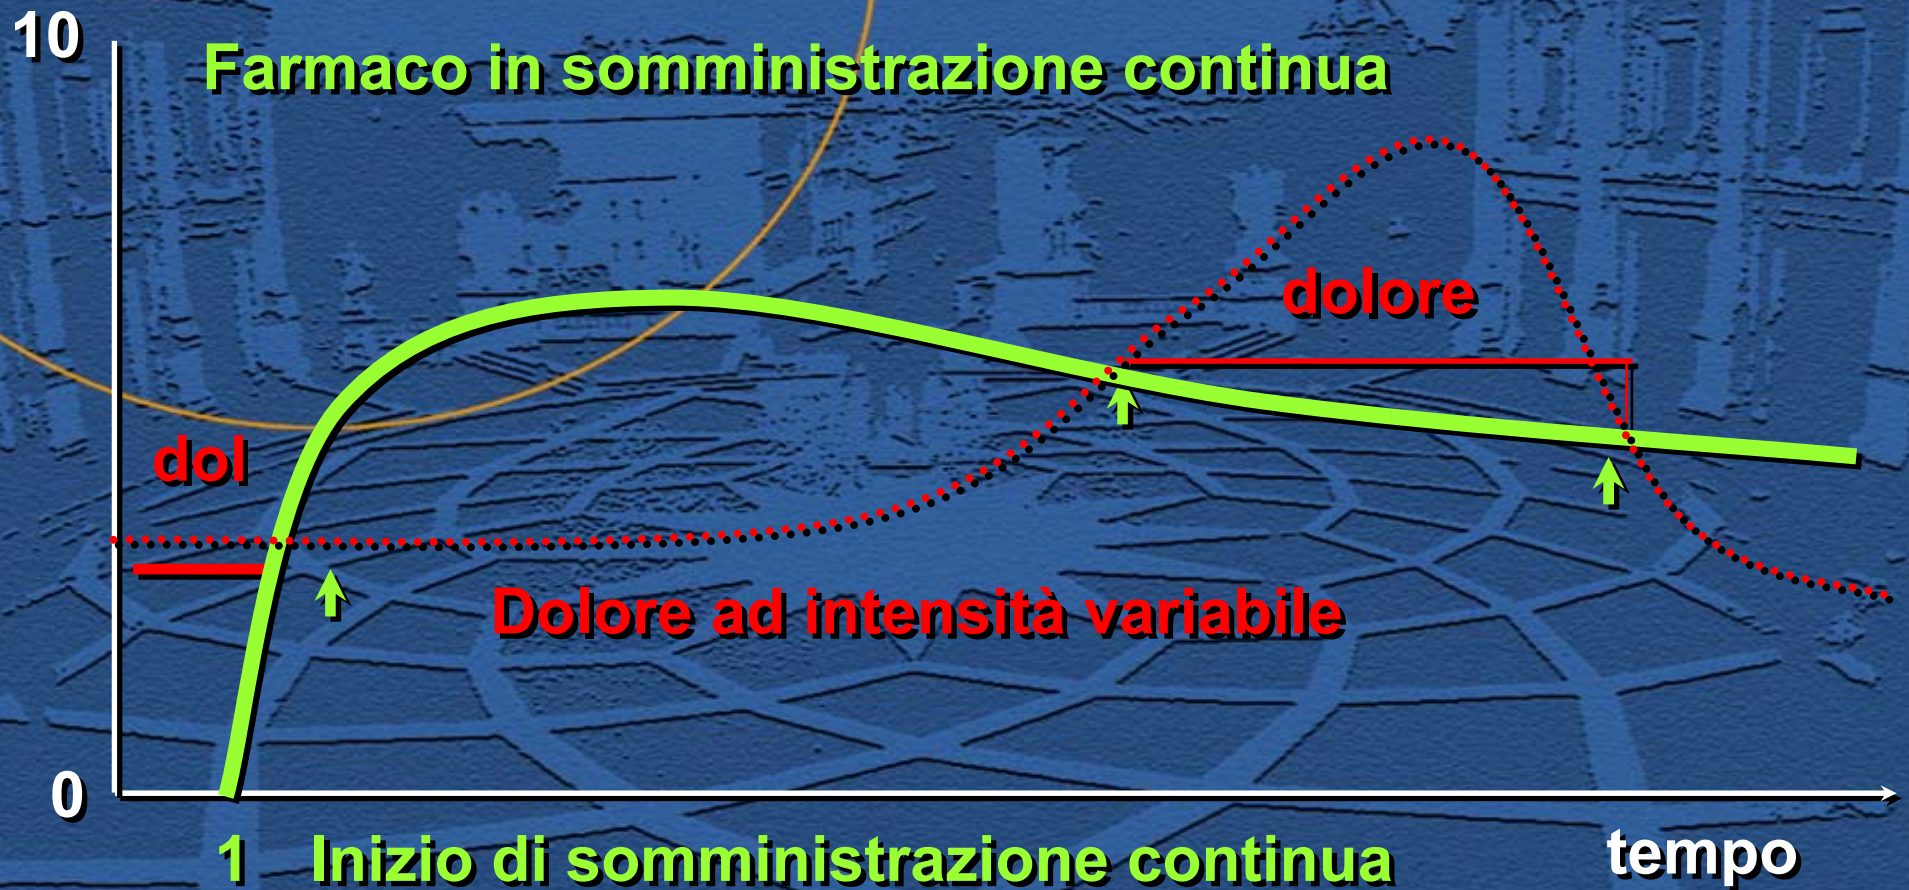 10
Farmaco in somministrazione continua
dolore
dol
Dolore ad intensità variabile
0
1 Inizio di somministrazione continua
tempo